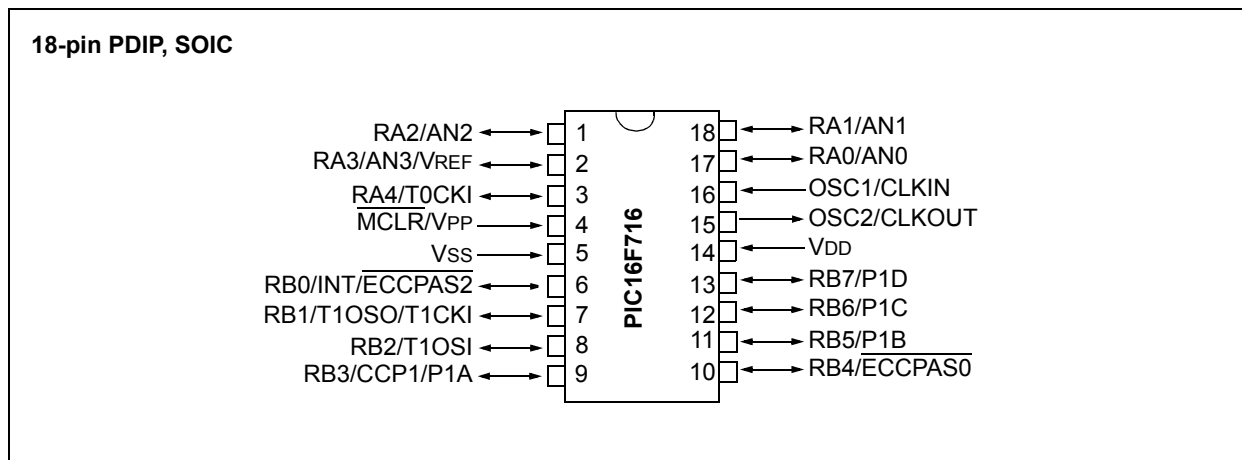 18-pin PDIP, SOIC
RA2/AN2 1 18 RA1/AN1
RA3/AN3/VREF 2 17 RA0/AN0
RA4/T0CKI 3 16 OSC1/CLKIN
MCLR/VPP 4 15 OSC2/CLKOUT
VSS 5 14 VDD
RB0/INT/ECCPAS2 6 13 RB7/P1D
RB1/T1OSO/T1CKI 7 12 RB6/P1C
RB2/T1OSI 8 11 RB5/P1B
RB3/CCP1/P1A 9 10 RB4/ECCPAS0
PIC16F716